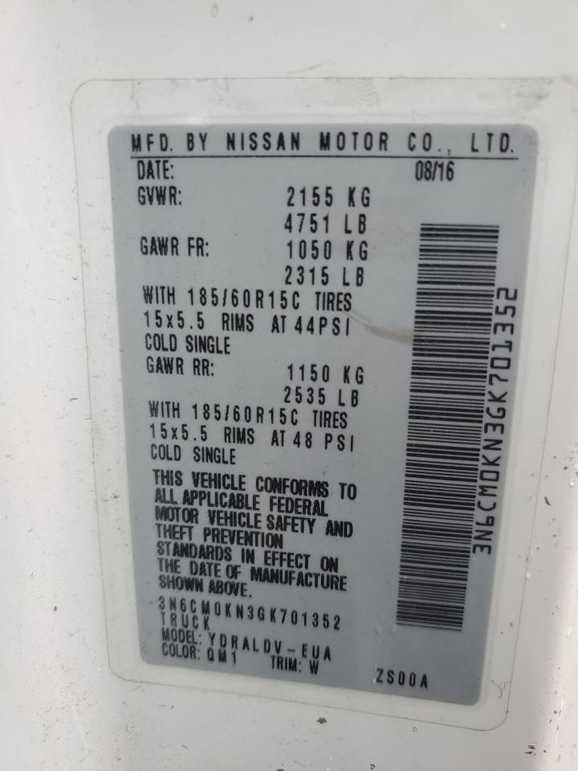 MFD. BY NISSAN MOTOR CO., LTD.
DATE: 08/16
GVWR: 2155 KG
4751 LB
GAWR FR: 1050 KG
2315 LB
WITH 185/60R15C TIRES
15x5.5 RIMS AT 44PSI
COLD SINGLE
GAWR RR: 1150 KG
2535 LB
WITH 185/60R15C TIRES
15x5.5 RIMS AT 48 PSI
COLD SINGLE
THIS VEHICLE CONFORMS TO
ALL APPLICABLE FEDERAL
MOTOR VEHICLE SAFETY AND
THEFT PREVENTION
STANDARDS IN EFFECT ON
THE DATE OF MANUFACTURE
SHOWN ABOVE.
3N6CM0KN3GK701352
TRUCK
MODEL: YDRALDV-EUA
COLOR: QM1 TRIM: W ZS00A
3N6CM0KN3GK701352